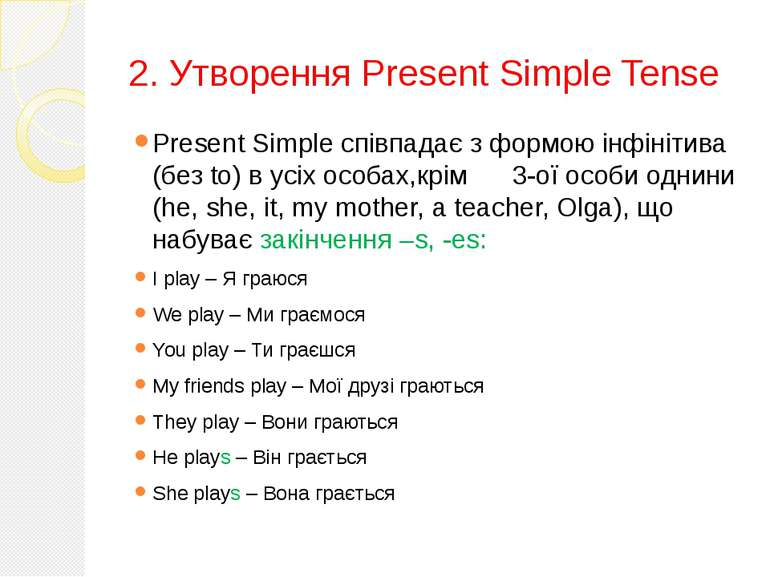 2. Утворення Present Simple Tense
Present Simple співпадає з формою інфінітива
(без to) в усіх особах,крім 3-ої особи однини
(he, she, it, my mother, a teacher, Olga), що
набуває закінчення –s, -es:
I play – Я граюся
We play – Ми граємося
You play – Ти граєшся
My friends play – Мої друзі граються
They play – Вони граються
He plays – Він грається
She plays – Вона грається